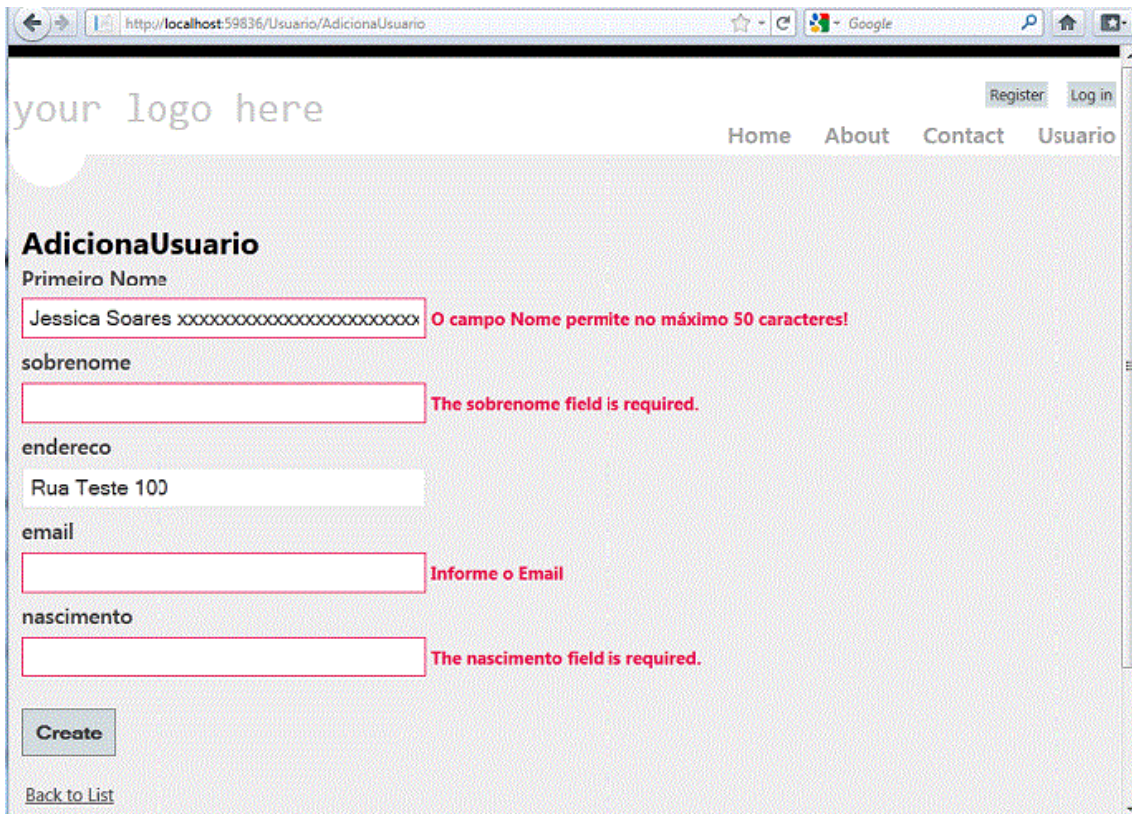 http://localhost:59836/Usuario/AdicionaUsuario
Google
your logo here
Register Log in
Home About Contact Usuario
AdicionaUsuario
Primeiro Nome
Jessica Soares xxxxxxxxxxxxxxxxxxxxxxx O campo Nome permite no máximo 50 caracteres!
sobrenome
The sobrenome field is required.
endereco
Rua Teste 100
email
Informe o Email
nascimento
The nascimento field is required.
Create
Back to List